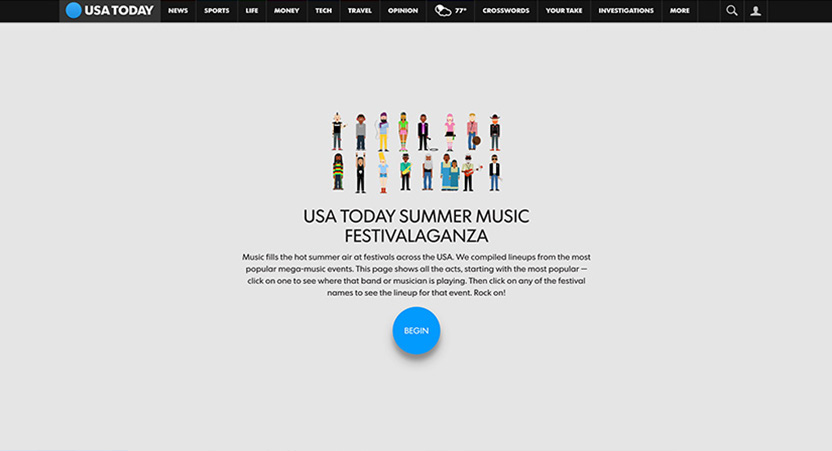 USA TODAY NEWS SPORTS LIFE MONEY TECH TRAVEL OPINION 77° CROSSWORDS YOUR TAKE INVESTIGATIONS MORE
USA TODAY SUMMER MUSIC
FESTIVALAGANZA
Music fills the hot summer air at festivals across the USA. We compiled lineups from the most
popular mega-music events. This page shows all the acts, starting with the most popular —
click on one to see where that band or musician is playing. Then click on any of the festival
names to see the lineup for that event. Rock on!
BEGIN